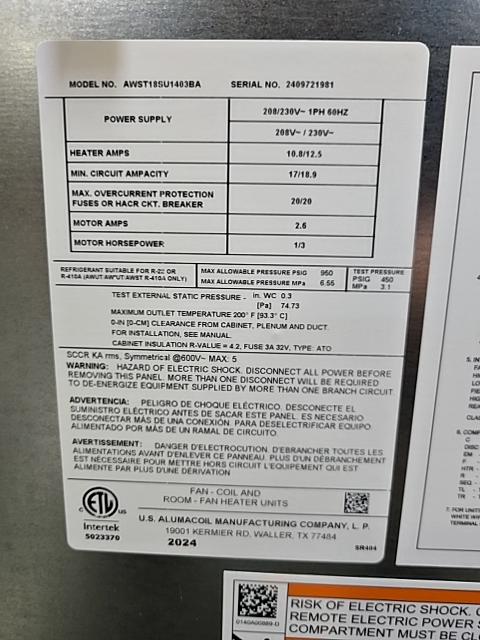 MODEL NO. AWST18SU1403BA SERIAL NO. 2409721981
POWER SUPPLY 208/230V~ 1PH 60HZ
208V~ / 230V~
HEATER AMPS 10.8/12.5
MIN. CIRCUIT AMPACITY 17/18.9
MAX. OVERCURRENT PROTECTION
FUSES OR HACR CKT. BREAKER 20/20
MOTOR AMPS 2.6
MOTOR HORSEPOWER 1/3
REFRIGERANT SUITABLE FOR R-22 OR
R-410A (AWUT/AWVT/AWST R-410A ONLY)
MAX ALLOWABLE PRESSURE PSIG 950
MAX ALLOWABLE PRESSURE MPa 6.55
TEST PRESSURE
PSIG 450
MPa 3.1
TEST EXTERNAL STATIC PRESSURE - in. WC 0.3
[Pa] 74.73
MAXIMUM OUTLET TEMPERATURE 200° F [93.3° C]
0-IN [0-CM] CLEARANCE FROM CABINET, PLENUM AND DUCT.
FOR INSTALLATION, SEE MANUAL.
CABINET INSULATION R-VALUE = 4.2, FUSE 3A 32V, TYPE: ATO
SCCR KA rms, Symmetrical @600V~ MAX: 5
WARNING: HAZARD OF ELECTRIC SHOCK. DISCONNECT ALL POWER BEFORE
REMOVING THIS PANEL. MORE THAN ONE DISCONNECT WILL BE REQUIRED
TO DE-ENERGIZE EQUIPMENT SUPPLIED BY MORE THAN ONE BRANCH CIRCUIT.
ADVERTENCIA: PELIGRO DE CHOQUE ELÉCTRICO. DESCONECTE EL
SUMINISTRO ELÉCTRICO ANTES DE SACAR ESTE PANEL. ES NECESARIO
DESCONECTAR MÁS DE UNA CONEXIÓN. PARA DESELECTRIFICAR EQUIPO
ALIMENTADO POR MÁS DE UN RAMAL DE CIRCUITO.
AVERTISSEMENT: DANGER D'ELECTROCUTION. D'EBRANCHER TOUTES LES
ALIMENTATIONS AVANT D'ENLEVER CE PANNEAU. PLUS D'UN DÉBRANCHEMENT
EST NÉCESSAIRE POUR METTRE HORS CIRCUIT L'EQUIPEMENT QUI EST
ALIMENTE PAR PLUS D'UNE DÉRIVATION
ETL
C US
Intertek
5023370
FAN - COIL AND
ROOM - FAN HEATER UNITS
U.S. ALUMACOIL MANUFACTURING COMPANY, L. P.
19001 KERMIER RD, WALLER, TX 77484
2024 SR404
0140A00889-D
RISK OF ELECTRIC SHOCK.
REMOTE ELECTRIC POWER
COMPARTMENT MUST BE